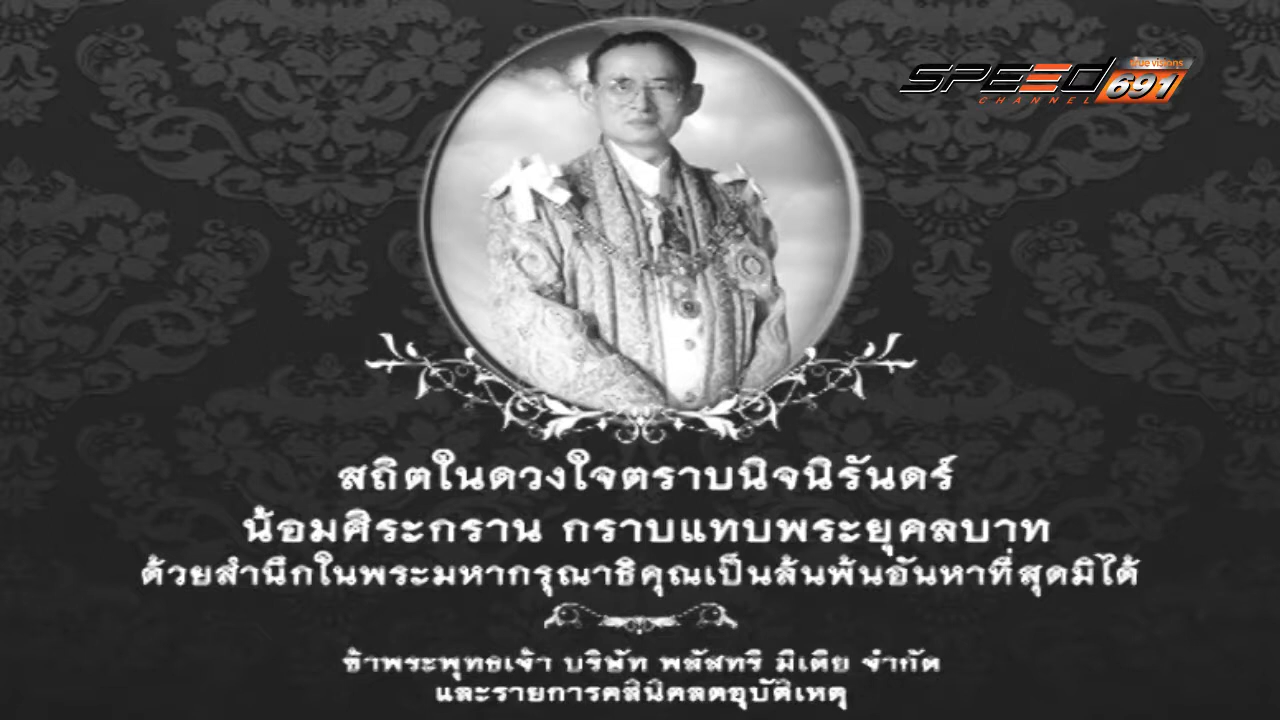 SPEED
CHANNEL
true visions
691
สถิตในดวงใจตราบนิจนิรันดร์
น้อมศิระกราน กราบแทบพระยุคลบาท
ด้วยสำนึกในพระมหากรุณาธิคุณเป็นล้นพ้นอันหาที่สุดมิได้
ข้าพระพุทธเจ้า บริษัท พลัสทรี มีเดีย จำกัด
และรายการคลินิคลดอุบัติเหตุ